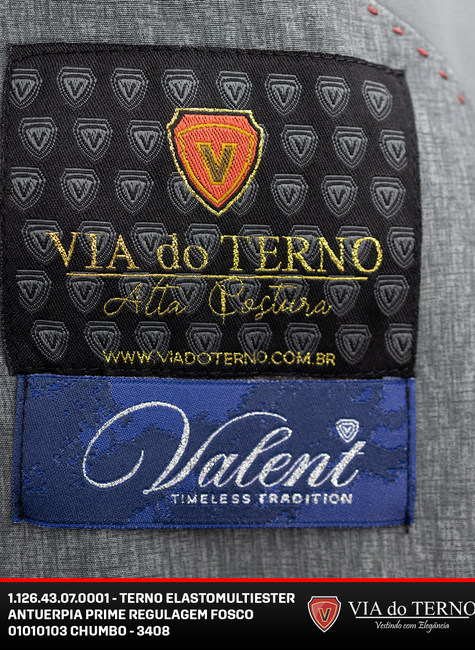 V
VIA do TERNO
Alta Costura
WWW.VIADOTERNO.COM.BR
Valent
V
TIMELESS TRADITION
1.126.43.07.0001 - TERNO ELASTOMULTIESTER
ANTUERPIA PRIME REGULAGEM FOSCO
01010103 CHUMBO - 3408
V
VIA do TERNO
Vestindo com Elegância